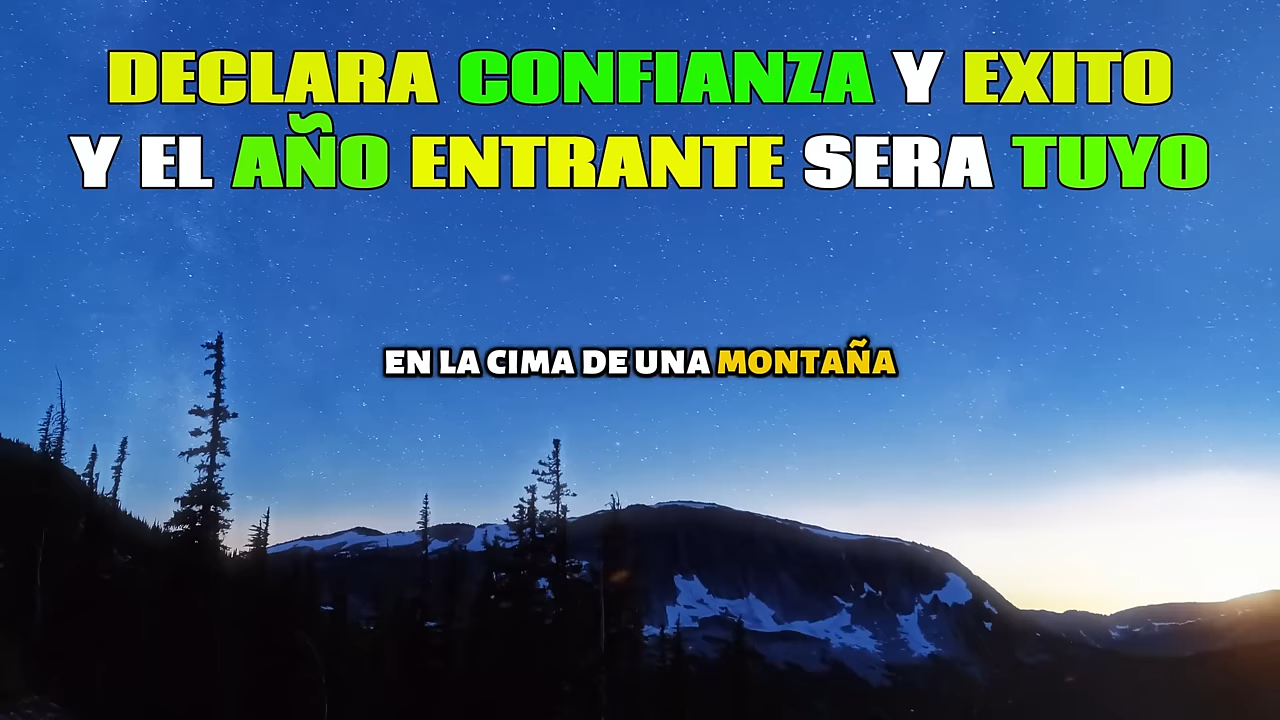 DECLARA CONFIANZA Y EXITO
Y EL AÑO ENTRANTE SERA TUYO
EN LA CIMA DE UNA MONTAÑA